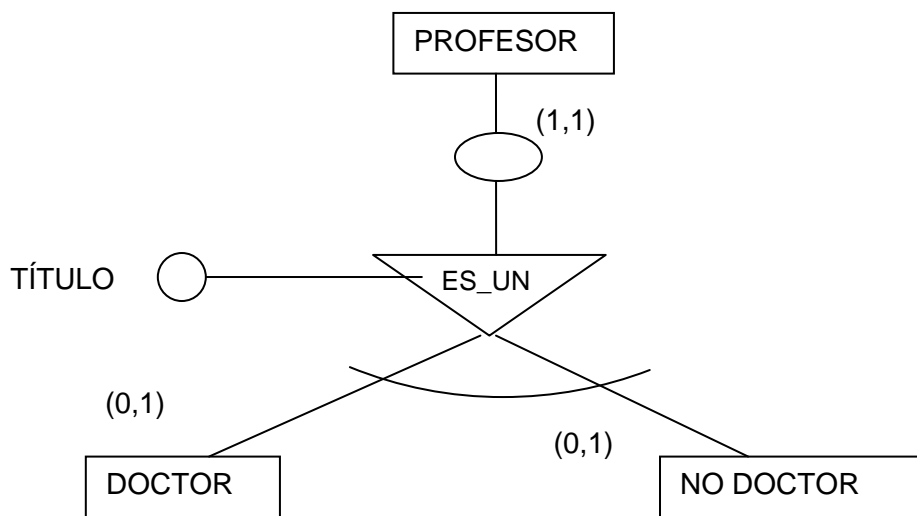 PROFESOR
(1,1)
TÍTULO
ES_UN
(0,1)
(0,1)
DOCTOR
NO DOCTOR